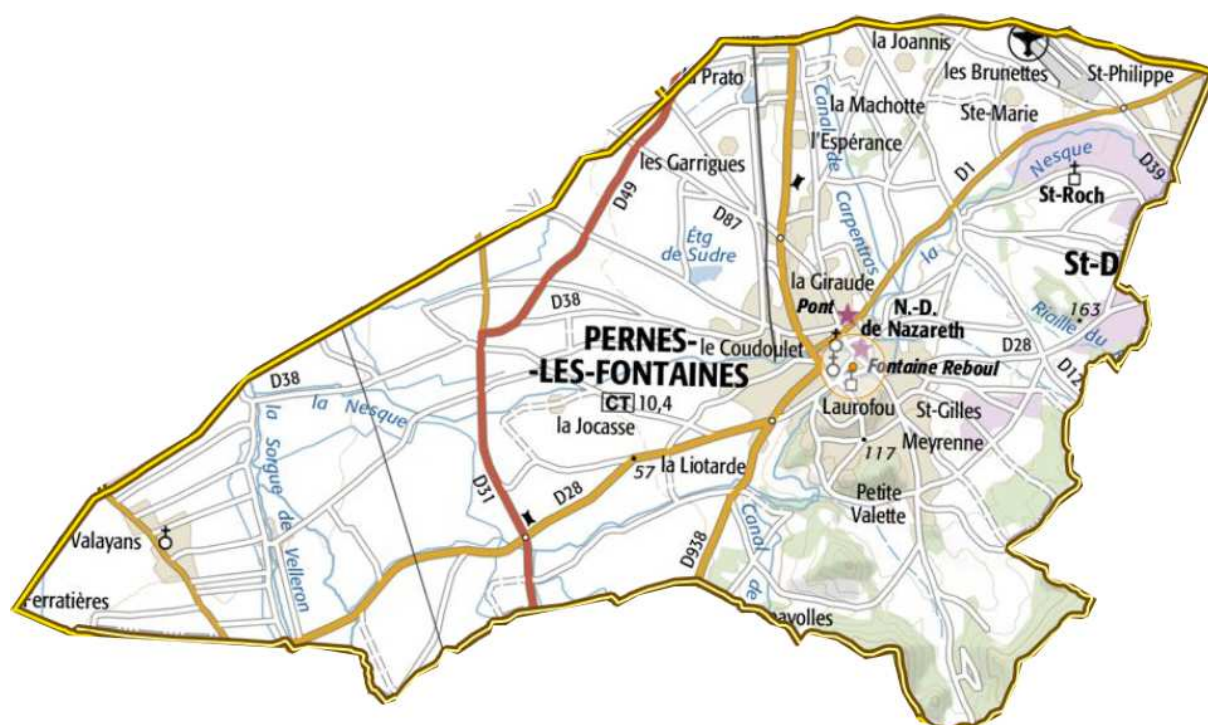 la Joannis
la Prato
les Brunettes
St-Philippe
la Machotte
Ste-Marie
Canal de
Carpentras
l'Espérance
Nesque
la
D39
les Garrigues
D1
D49
St-Roch
D87
Étg
de Sudre
St-D
la Giraude
D38
Pont
N.-D.
de Nazareth
163
Riaille du
PERNES-
-LES-FONTAINES
le Coudoulet
D28
Fontaine Reboul
D12
D38
la Nesque
CT 10,4
Laurofou
St-Gilles
la Jocasse
Meyrenne
117
la Sorgue de
Velleron
57
la Liotarde
D31
D28
Petite
Valette
Valayans
D938
Canal
de
Ferratières